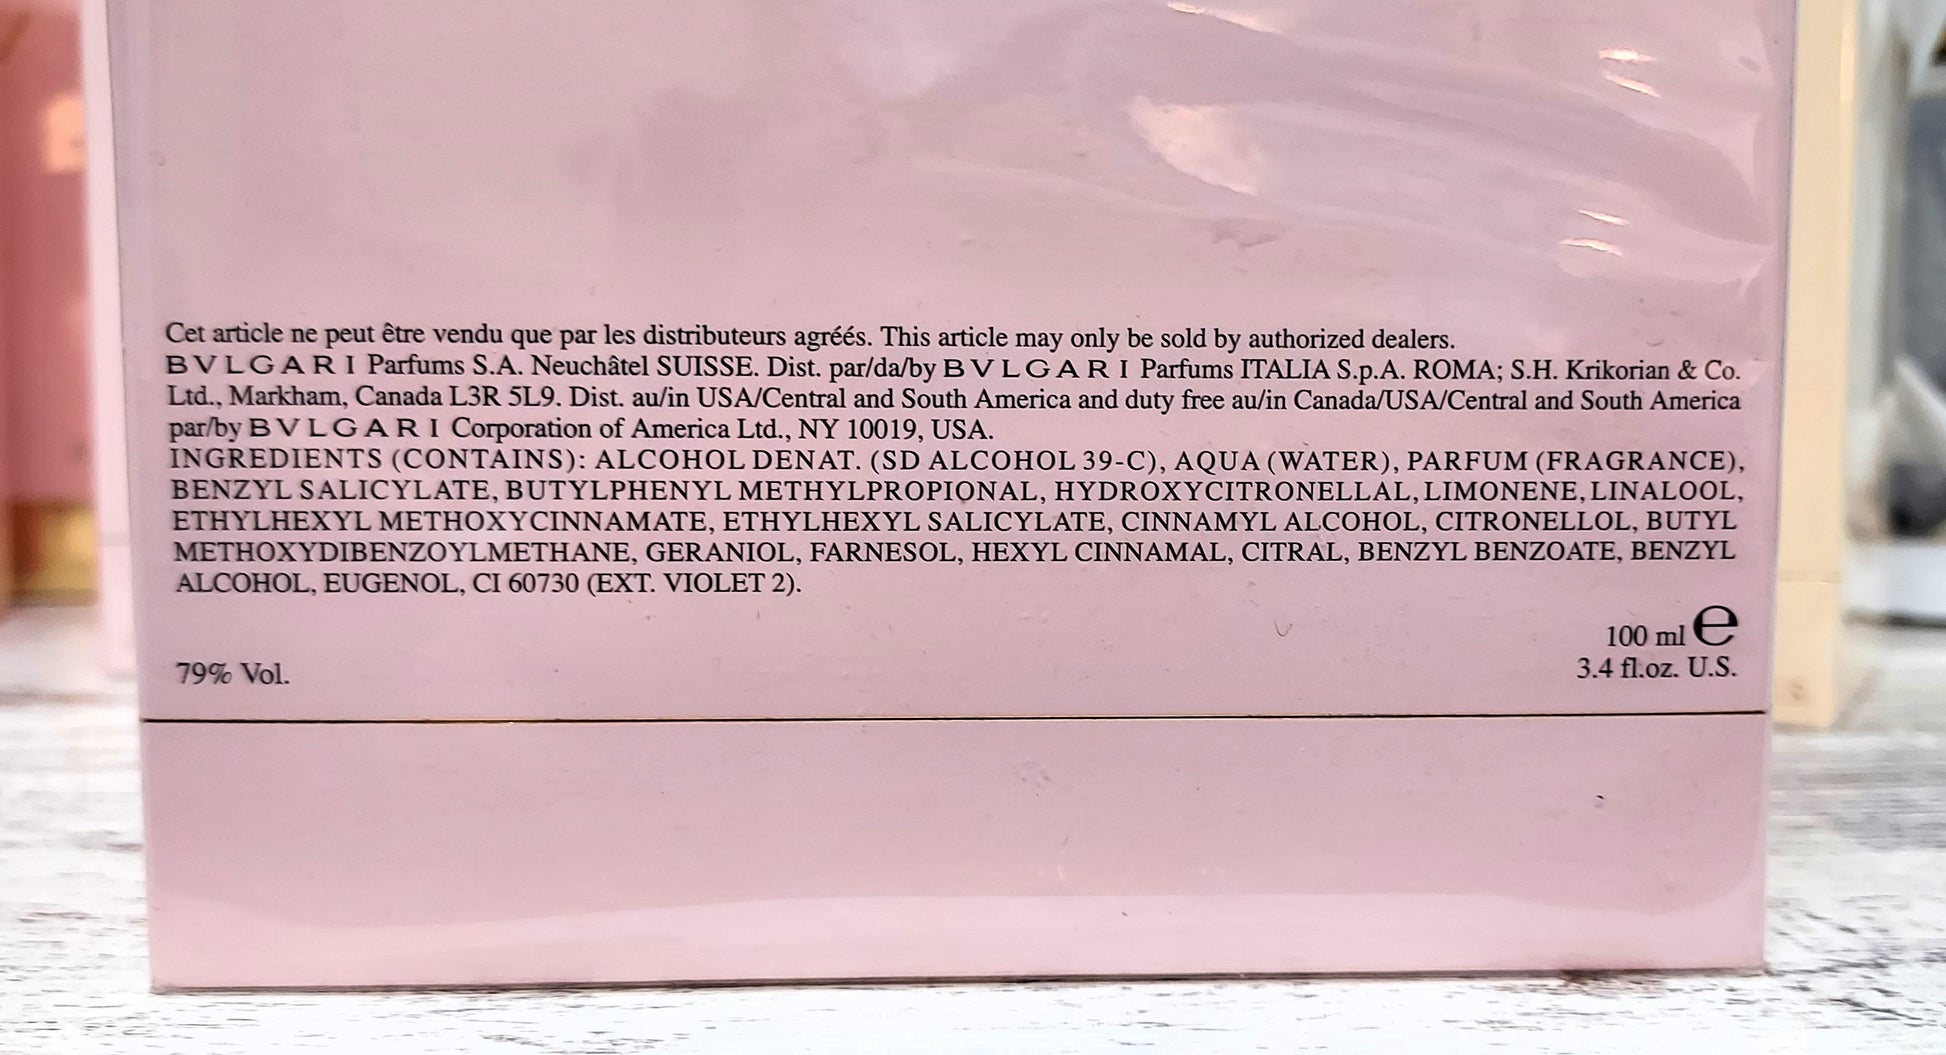 Cet article ne peut être vendu que par les distributeurs agréés. This article may only be sold by authorized dealers.
BVLGARI Parfums S.A. Neuchâtel SUISSE. Dist. par/da/by BVLGARI Parfums ITALIA S.p.A. ROMA; S.H. Krikorian & Co.
Ltd., Markham, Canada L3R 5L9. Dist. au/in USA/Central and South America and duty free au/in Canada/USA/Central and South America
par/by BVLGARI Corporation of America Ltd., NY 10019, USA.
INGREDIENTS (CONTAINS): ALCOHOL DENAT. (SD ALCOHOL 39-C), AQUA (WATER), PARFUM (FRAGRANCE),
BENZYL SALICYLATE, BUTYLPHENYL METHYLPROPIONAL, HYDROXYCITRONELLAL, LIMONENE, LINALOOL,
ETHYLHEXYL METHOXYCINNAMATE, ETHYLHEXYL SALICYLATE, CINNAMYL ALCOHOL, CITRONELLOL, BUTYL
METHOXYDIBENZOYLMETHANE, GERANIOL, FARNESOL, HEXYL CINNAMAL, CITRAL, BENZYL BENZOATE, BENZYL
ALCOHOL, EUGENOL, CI 60730 (EXT. VIOLET 2).
100 ml e
79% Vol.
3.4 fl.oz. U.S.